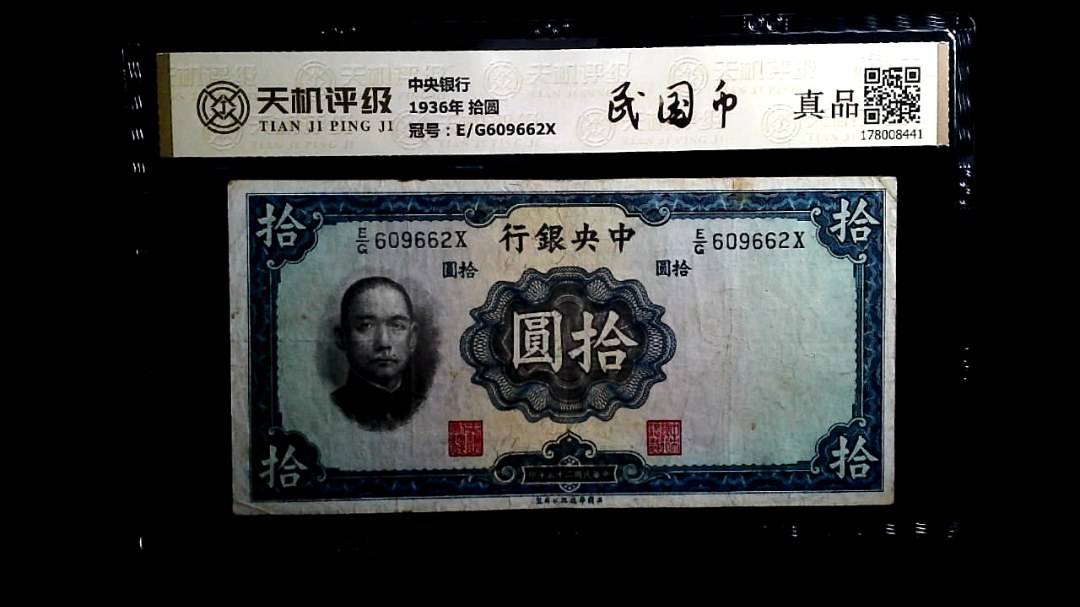 天机评级
TIAN JI PING JI
中央银行
1936年 拾圆
冠号：E/G609662X
民国币
真品
178008441
拾
拾
E/G 609662X
行銀央中
E/G 609662X
圓拾
圓拾
圓拾
拾
拾